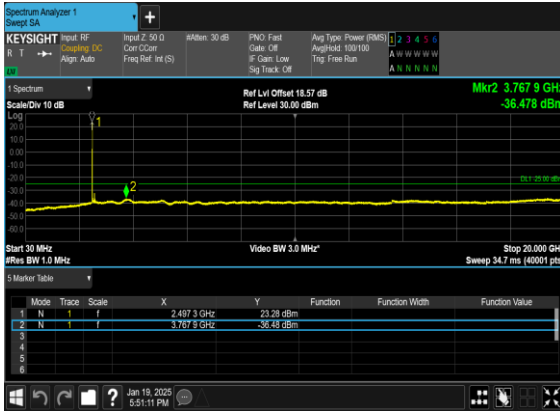 Spectrum Analyzer 1
Swept SA
+
KEYSIGHT
R T
LXI
Input: RF
Coupling: DC
Align: Auto
Input Z: 50 Ω
Corr CCorr
Freq Ref: Int (S)
#Atten: 30 dB
PNO: Fast
Gate: Off
IF Gain: Low
Sig Track: Off
Avg Type: Power (RMS)
Avg|Hold: 100/100
Trig: Free Run
1 2 3 4 5 6
A W W W W W
A N N N N N
1 Spectrum
Scale/Div 10 dB
Ref Lvl Offset 18.57 dB
Ref Level 30.00 dBm
Mkr2 3.767 9 GHz
-36.478 dBm
Log
20.0
10.0
0.00
-10.0
-20.0
-30.0
-40.0
-50.0
-60.0
1
2
DL1 -25.00 dBm
Start 30 MHz
#Res BW 1.0 MHz
Video BW 3.0 MHz*
Stop 20.000 GHz
Sweep 34.7 ms (40001 pts)
5 Marker Table
Mode Trace Scale X Y Function Function Width Function Value
1 N 1 f 2.497 3 GHz 23.28 dBm
2 N 1 f 3.767 9 GHz -36.48 dBm
3
4
5
6
?
Jan 19, 2025
5:51:11 PM